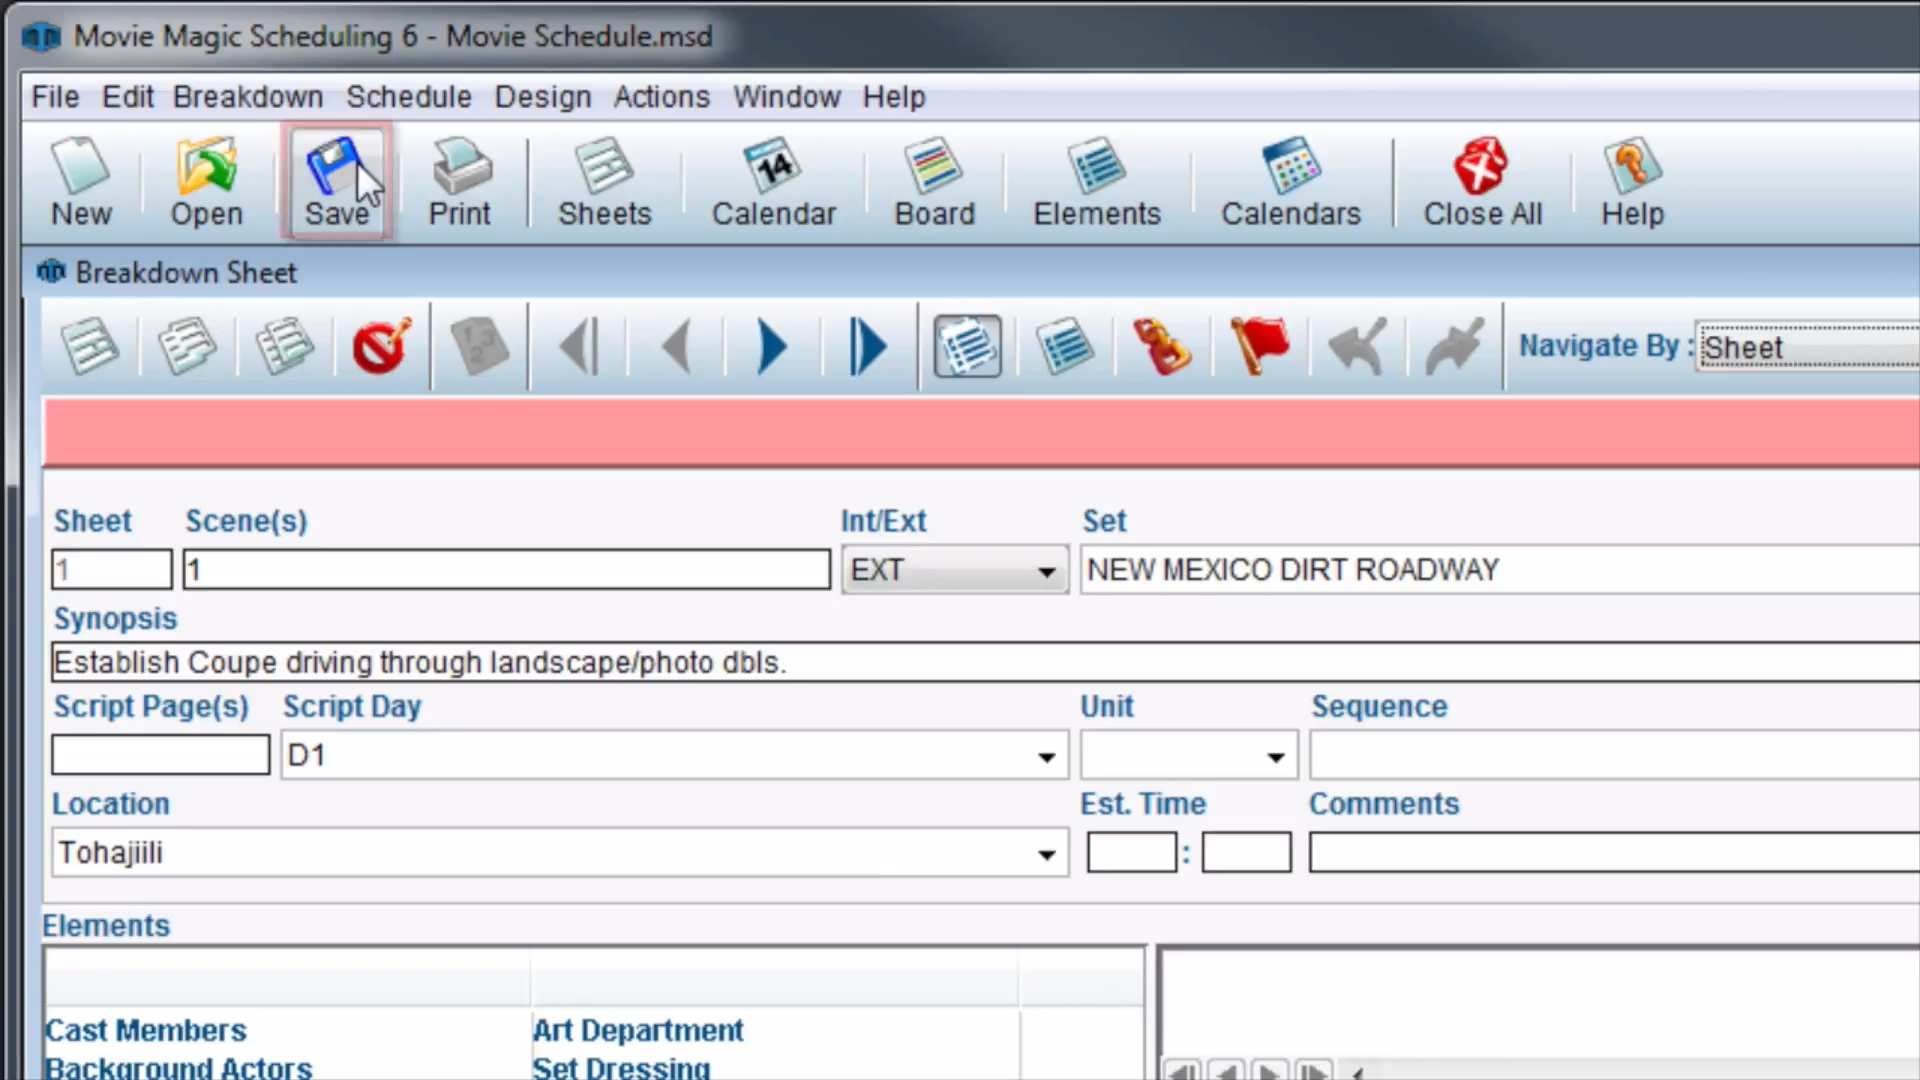 Movie Magic Scheduling 6 - Movie Schedule.msd
File Edit Breakdown Schedule Design Actions Window Help
New Open Save Print Sheets Calendar Board Elements Calendars Close All Help
14
Breakdown Sheet
Navigate By : Sheet
Sheet Scene(s) Int/Ext Set
1 1 EXT NEW MEXICO DIRT ROADWAY
Synopsis
Establish Coupe driving through landscape/photo dbls.
Script Page(s) Script Day Unit Sequence
D1
Location Est. Time Comments
Tohajiili :
Elements
Cast Members Art Department
Background Actors Set Dressing